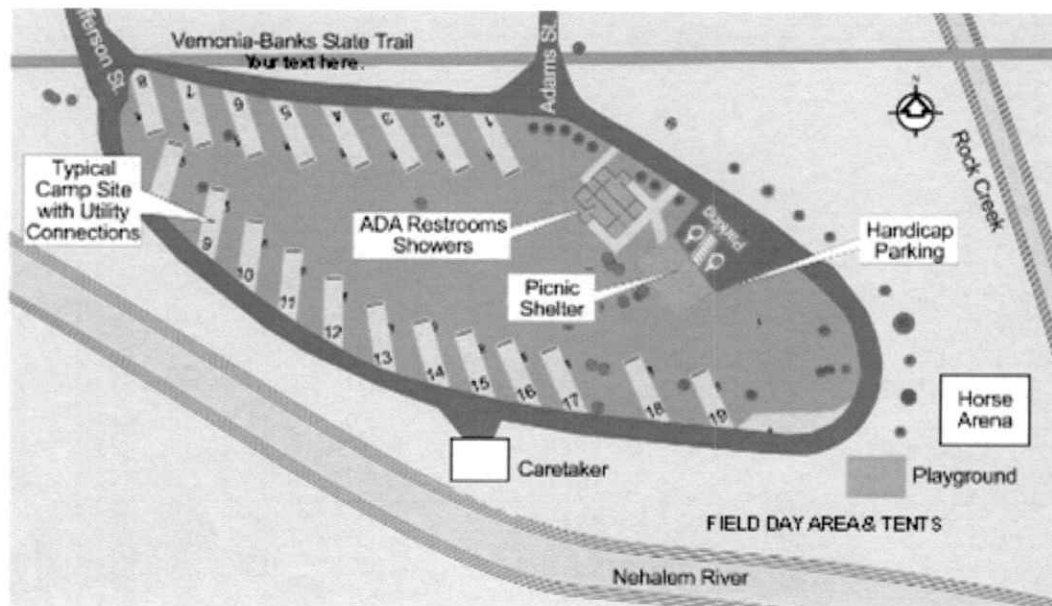 fferson St.
Vernonia-Banks State Trail
Your text here.
Adams St.
Rock Creek
8
7
6
5
4
3
2
1
Typical
Camp Site
with Utility
Connections
9
10
11
12
13
14
15
16
17
18
19
ADA Restrooms
Showers
Parking
Handicap
Parking
Picnic
Shelter
Horse
Arena
Caretaker
Playground
FIELD DAY AREA & TENTS
Nehalem River